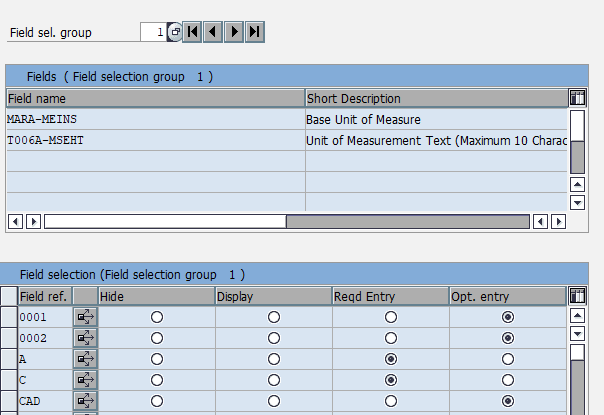 Field sel. group 1
Fields ( Field selection group 1 )
Field name Short Description
MARA-MEINS Base Unit of Measure
T006A-MSEHT Unit of Measurement Text (Maximum 10 Charac
Field selection (Field selection group 1 )
Field ref. Hide Display Reqd Entry Opt. entry
0001
0002
A
C
CAD